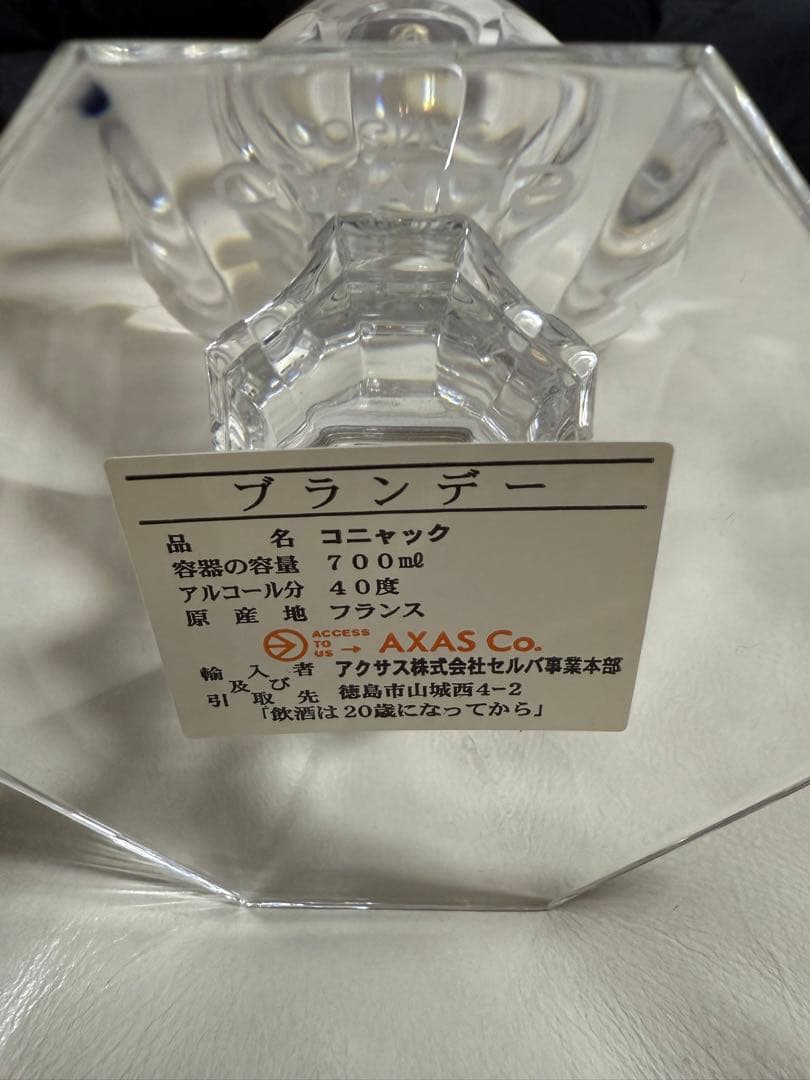 COGNAC
ブランデー
品名 コニャック
容器の容量 700㎖
アルコール分 40度
原産地 フランス
ACCESS TO US → AXAS Co.
輸入者及び引取先 アクサス株式会社セルバ事業本部
徳島市山城西4-2
「飲酒は20歳になってから」